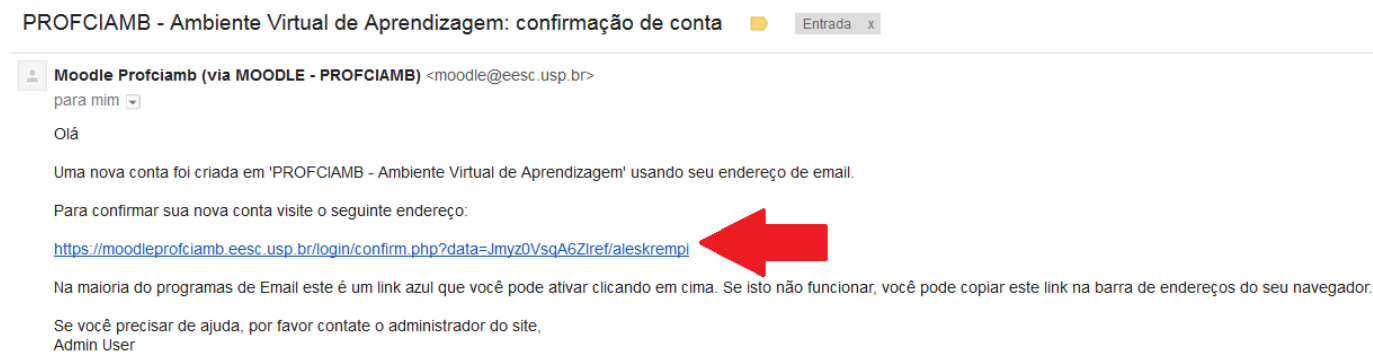 PROFCIAMB - Ambiente Virtual de Aprendizagem: confirmação de conta Entrada x
Moodle Profciamb (via MOODLE - PROFCIAMB) <moodle@eesc.usp.br>
para mim
Olá
Uma nova conta foi criada em 'PROFCIAMB - Ambiente Virtual de Aprendizagem' usando seu endereço de email.
Para confirmar sua nova conta visite o seguinte endereço:
https://moodleprofciamb.eesc.usp.br/login/confirm.php?data=Jmyz0VsqA6Zlref/aleskrempi
Na maioria do programas de Email este é um link azul que você pode ativar clicando em cima. Se isto não funcionar, você pode copiar este link na barra de endereços do seu navegador.
Se você precisar de ajuda, por favor contate o administrador do site,
Admin User